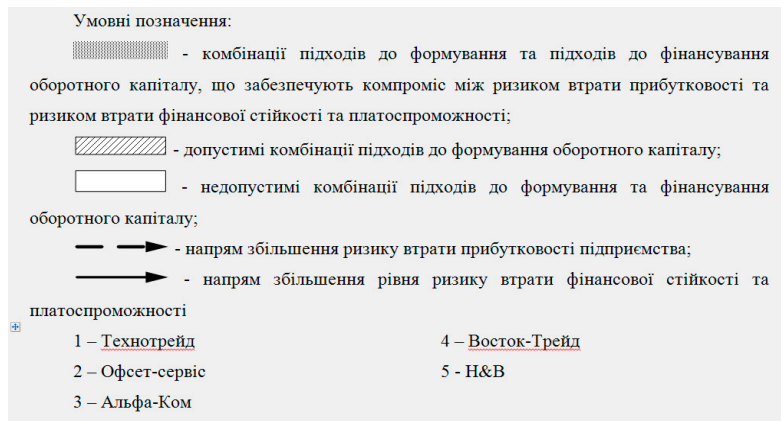 Умовні позначення:
- комбінації підходів до формування та підходів до фінансування
оборотного капіталу, що забезпечують компроміс між ризиком втрати прибутковості та
ризиком втрати фінансової стійкості та платоспроможності;
- допустимі комбінації підходів до формування оборотного капіталу;
- недопустимі комбінації підходів до формування та фінансування
оборотного капіталу;
- напрям збільшення ризику втрати прибутковості підприємства;
- напрям збільшення рівня ризику втрати фінансової стійкості та
платоспроможності
1 – Технотрейд
2 – Офсет-сервіс
3 – Альфа-Ком
4 – Восток-Трейд
5 - Н&В